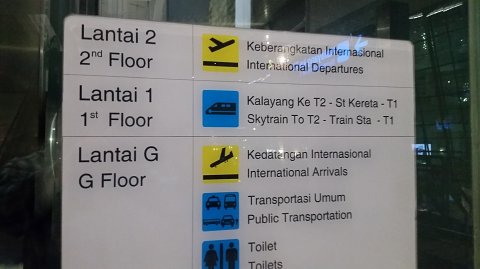 Lantai 2
2nd Floor
Keberangkatan Internasional
International Departures
Lantai 1
1st Floor
Kalayang Ke T2 - St Kereta - T1
Skytrain To T2 - Train Sta - T1
Lantai G
G Floor
Kedatangan Internasional
International Arrivals
Transportasi Umum
Public Transportation
Toilet
Toilets